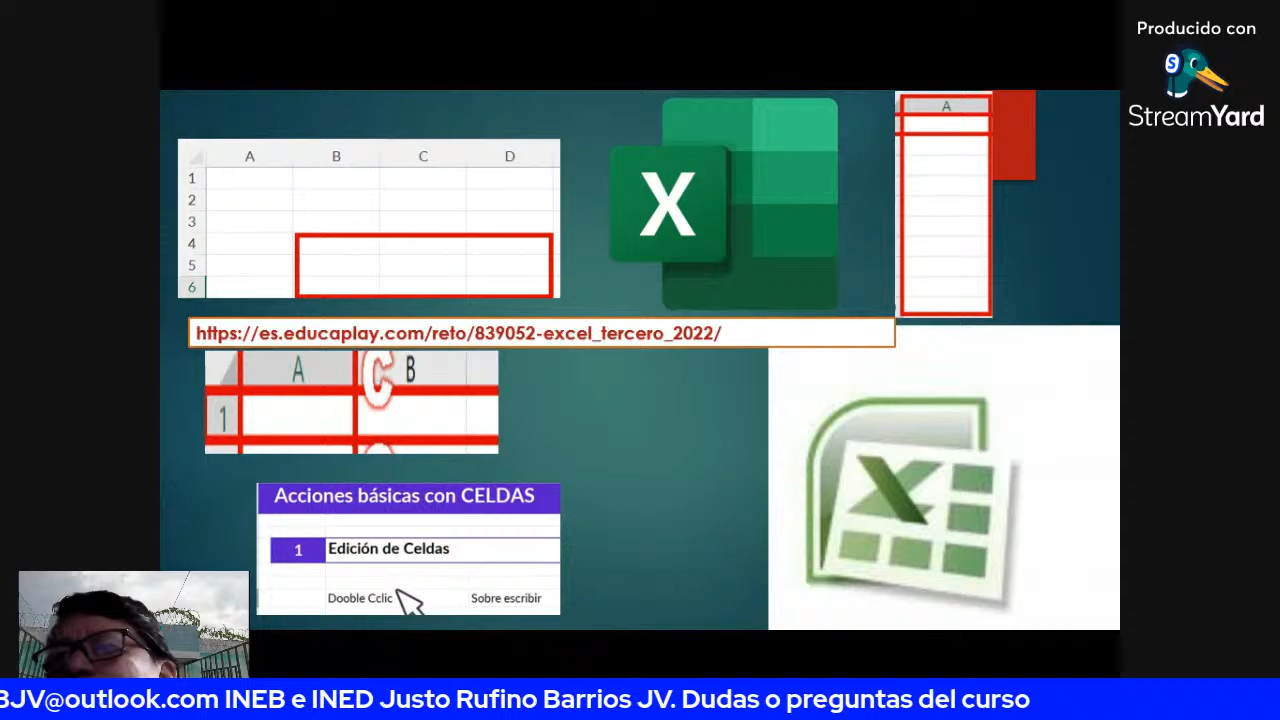 Producido con
StreamYard
A B C D
1
2
3
4
5
6
X
A
https://es.educaplay.com/reto/839052-excel_tercero_2022/
A C B
1
Acciones básicas con CELDAS
1 Edición de Celdas
Dooble Cclic Sobre escribir
BJV@outlook.com INEB e INED Justo Rufino Barrios JV. Dudas o preguntas del curso